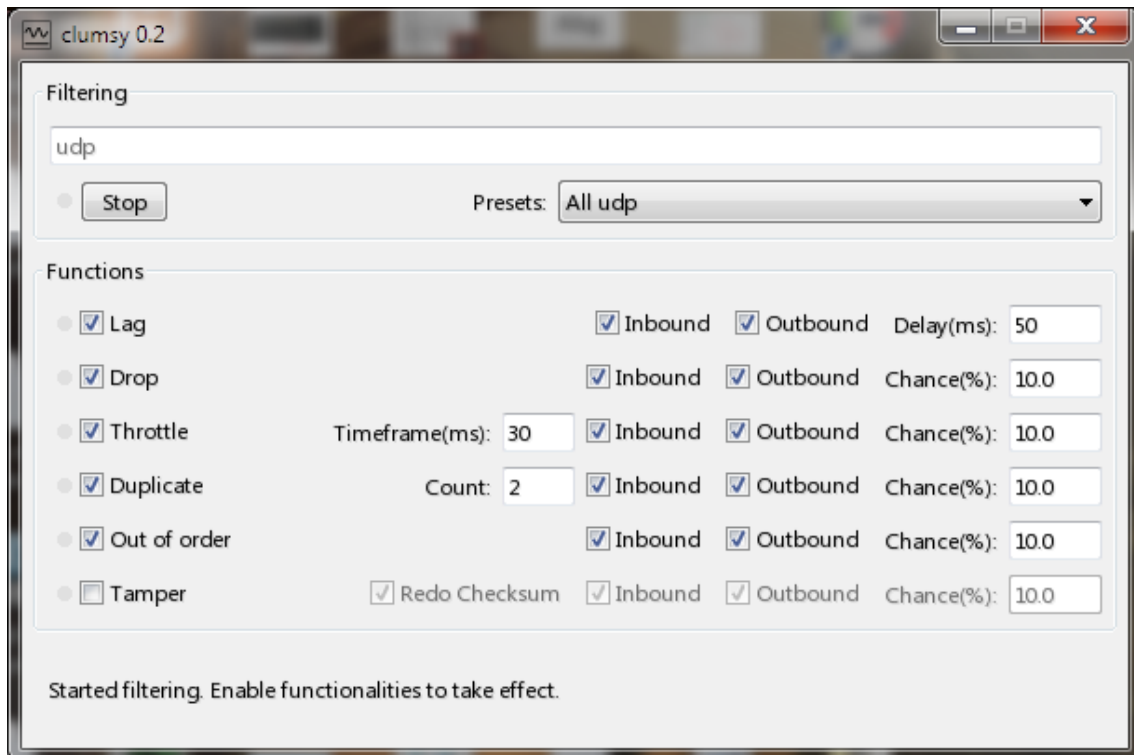 clumsy 0.2
Filtering
udp
Stop Presets: All udp
Functions
Lag Inbound Outbound Delay(ms): 50
Drop Inbound Outbound Chance(%): 10.0
Throttle Timeframe(ms): 30 Inbound Outbound Chance(%): 10.0
Duplicate Count: 2 Inbound Outbound Chance(%): 10.0
Out of order Inbound Outbound Chance(%): 10.0
Tamper Redo Checksum Inbound Outbound Chance(%): 10.0
Started filtering. Enable functionalities to take effect.